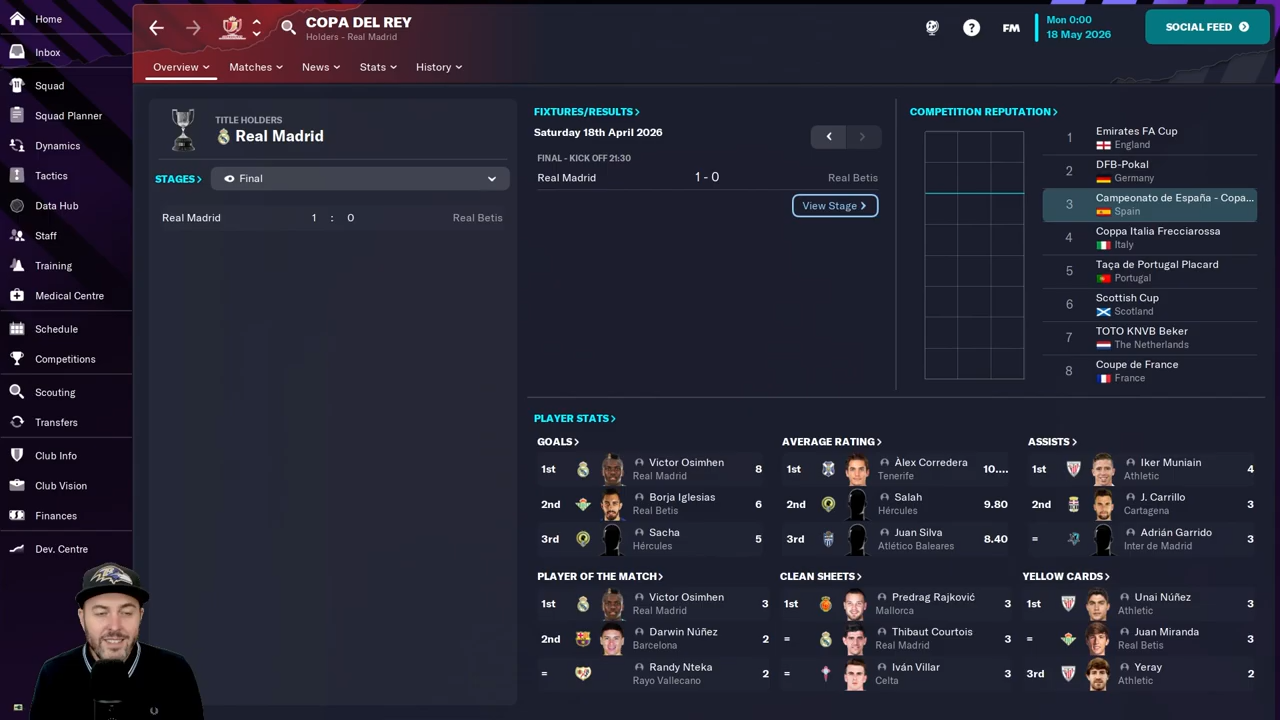 Home
Inbox
Squad
Squad Planner
Dynamics
Tactics
Data Hub
Staff
Training
Medical Centre
Schedule
Competitions
Scouting
Transfers
Club Info
Club Vision
Finances
Dev. Centre
COPA DEL REY
Holders - Real Madrid
FM
Mon 0:00
18 May 2026
SOCIAL FEED
Overview
Matches
News
Stats
History
TITLE HOLDERS
Real Madrid
STAGES
Final
Real Madrid 1 : 0 Real Betis
FIXTURES/RESULTS
Saturday 18th April 2026
FINAL - KICK OFF 21:30
Real Madrid 1 - 0 Real Betis
View Stage
COMPETITION REPUTATION
1 Emirates FA Cup
England
2 DFB-Pokal
Germany
3 Campeonato de España - Copa...
Spain
4 Coppa Italia Frecciarossa
Italy
5 Taça de Portugal Placard
Portugal
6 Scottish Cup
Scotland
7 TOTO KNVB Beker
The Netherlands
8 Coupe de France
France
PLAYER STATS
GOALS
1st Victor Osimhen 8
Real Madrid
2nd Borja Iglesias 6
Real Betis
3rd Sacha 5
Hércules
AVERAGE RATING
1st Àlex Corredera 10....
Tenerife
2nd Salah 9.80
Hércules
3rd Juan Silva 8.40
Atlético Baleares
ASSISTS
1st Iker Muniain 4
Athletic
2nd J. Carrillo 3
Cartagena
= Adrián Garrido 3
Inter de Madrid
PLAYER OF THE MATCH
1st Victor Osimhen 3
Real Madrid
2nd Darwin Núñez 2
Barcelona
= Randy Nteka 2
Rayo Vallecano
CLEAN SHEETS
1st Predrag Rajković 3
Mallorca
= Thibaut Courtois 3
Real Madrid
= Iván Villar 3
Celta
YELLOW CARDS
1st Unai Núñez 3
Athletic
= Juan Miranda 3
Real Betis
3rd Yeray 2
Athletic